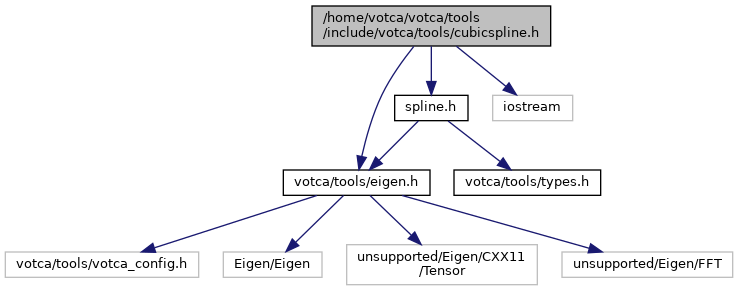 /home/votca/votca/tools
/include/votca/tools/cubicspline.h
spline.h
iostream
votca/tools/eigen.h
votca/tools/types.h
votca/tools/votca_config.h
Eigen/Eigen
unsupported/Eigen/CXX11
/Tensor
unsupported/Eigen/FFT